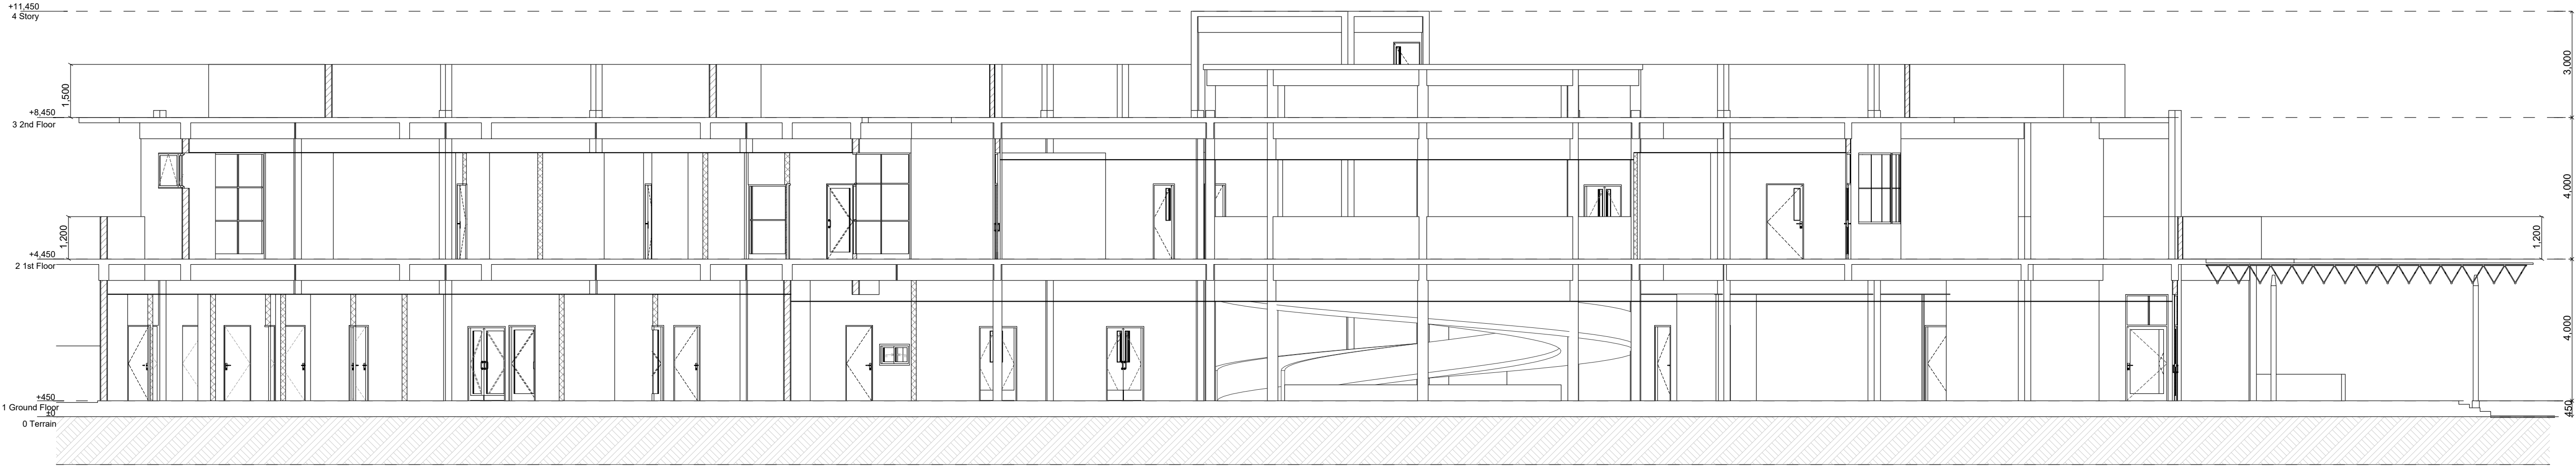 +11,450
4 Story
3,000
1,500
+8,450
3 2nd Floor
4,000
1,200
1,200
+4,450
2 1st Floor
4,000
+450
1 Ground Floor
±0
450
0 Terrain